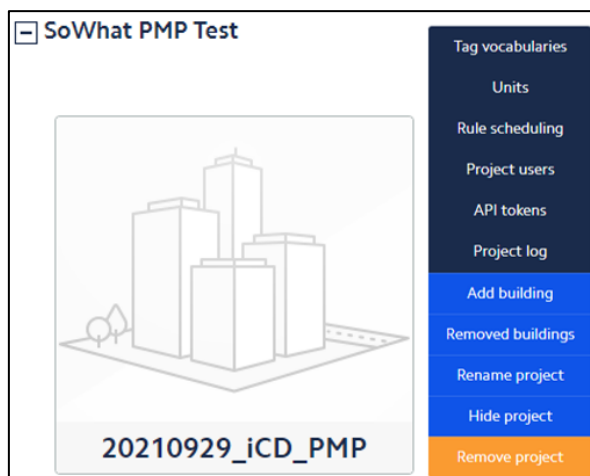 SoWhat PMP Test
20210929_iCD_PMP
Tag vocabularies
Units
Rule scheduling
Project users
API tokens
Project log
Add building
Removed buildings
Rename project
Hide project
Remove project